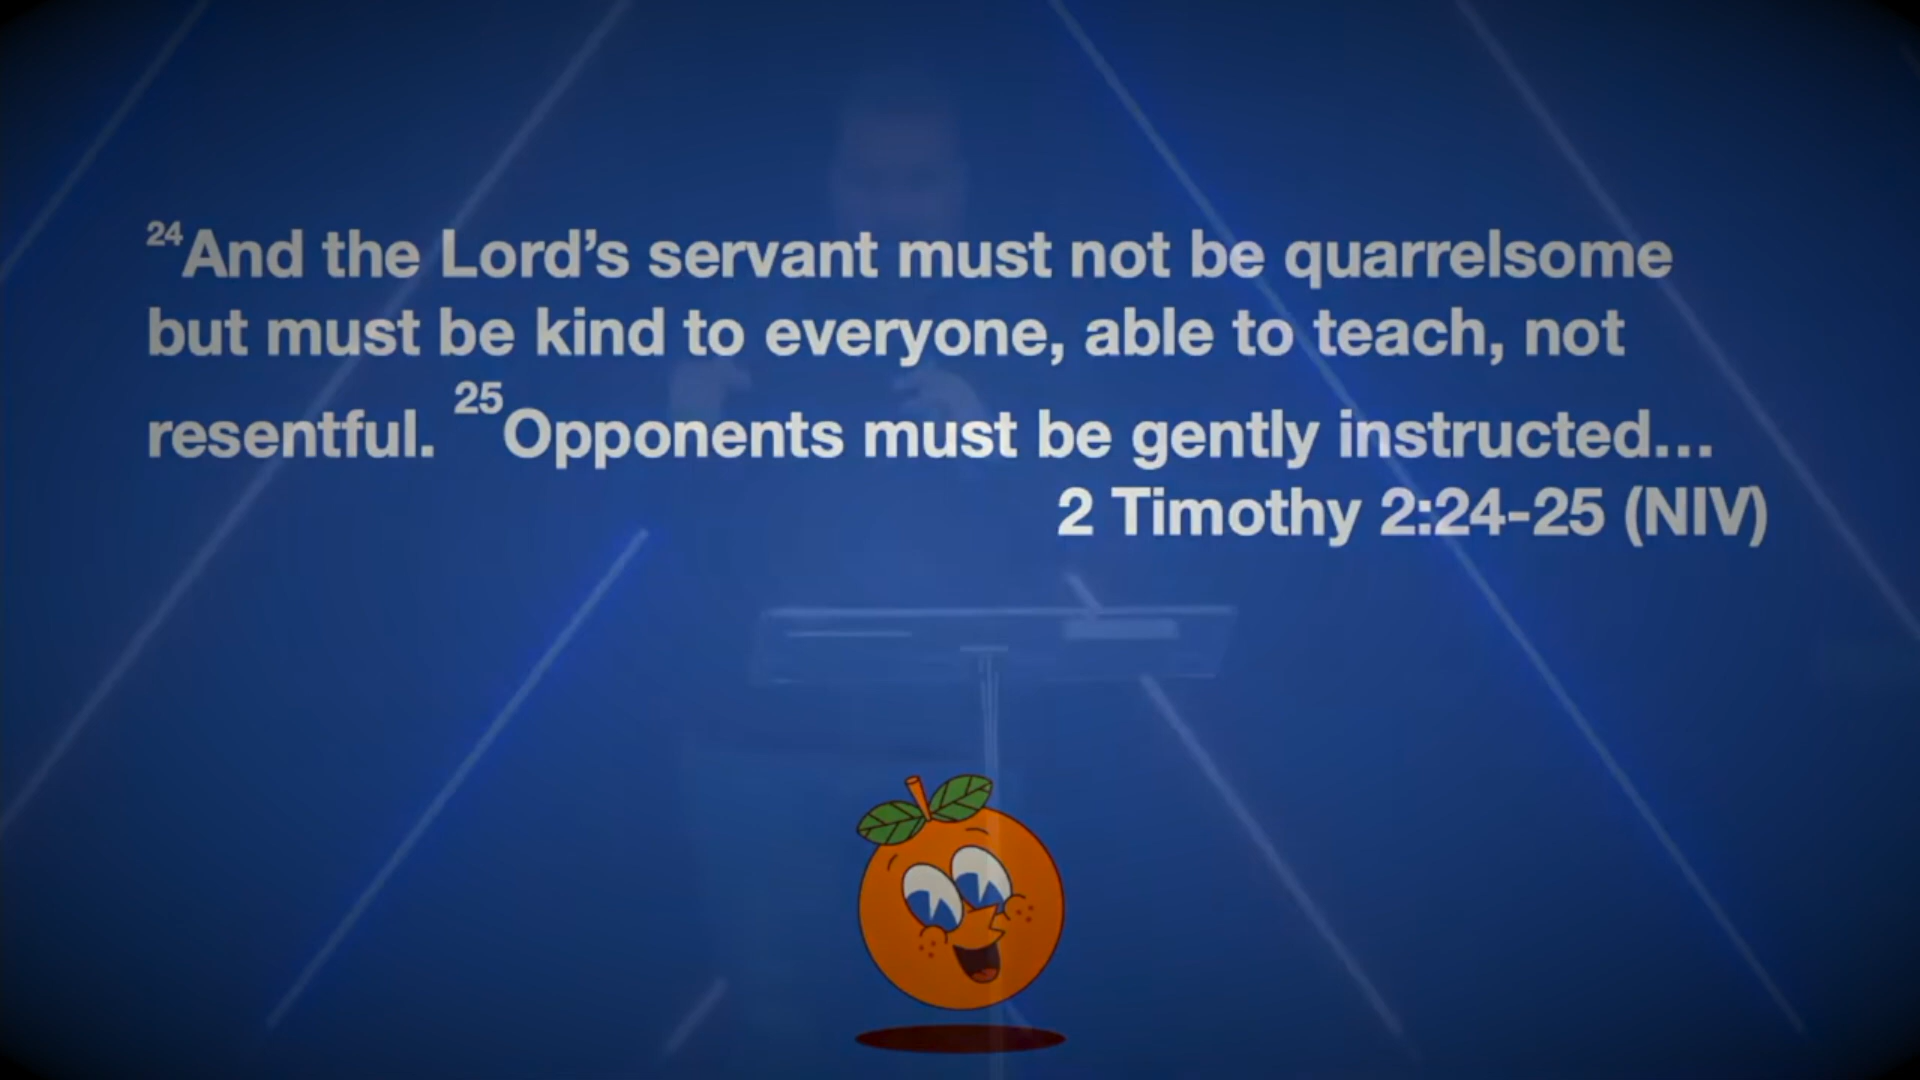 24And the Lord’s servant must not be quarrelsome
but must be kind to everyone, able to teach, not
resentful. 25Opponents must be gently instructed...
2 Timothy 2:24-25 (NIV)